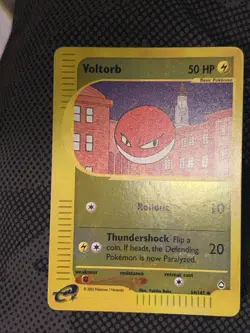 Voltorb 50 HP
Basic Pokémon
Rollout 10
Thundershock Flip a
coin. If heads, the Defending
Pokémon is now Paralyzed. 20
weakness resistance retreat cost